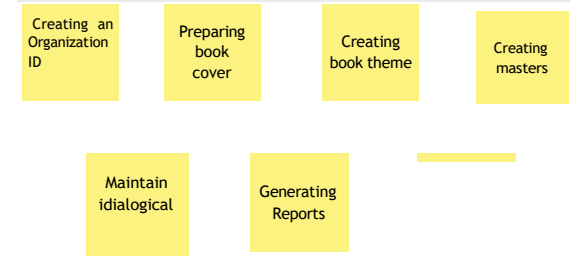 Creating an
Organization
ID
Preparing
book
cover
Creating
book theme
Creating
masters
Maintain
idialogical
Generating
Reports